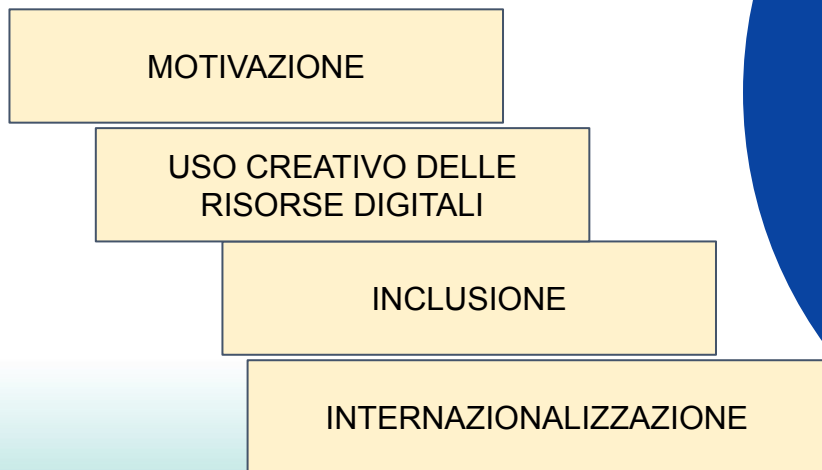 MOTIVAZIONE
USO CREATIVO DELLE
RISORSE DIGITALI
INCLUSIONE
INTERNAZIONALIZZAZIONE